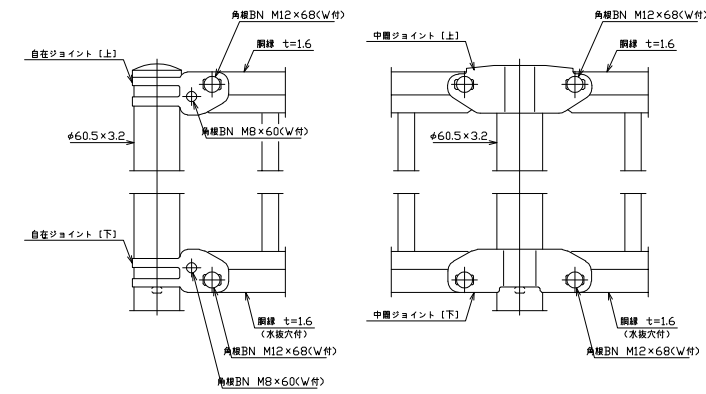 角根BN M12×68(W付)
胴縁 t=1.6
自在ジョイント [上]
角根BN M8×60(W付)
φ60.5×3.2
自在ジョイント [下]
胴縁 t=1.6
(水抜穴付)
角根BN M12×68(W付)
角根BN M8×60(W付)
角根BN M12×68(W付)
中間ジョイント [上]
胴縁 t=1.6
φ60.5×3.2
中間ジョイント [下]
胴縁 t=1.6
(水抜穴付)
角根BN M12×68(W付)